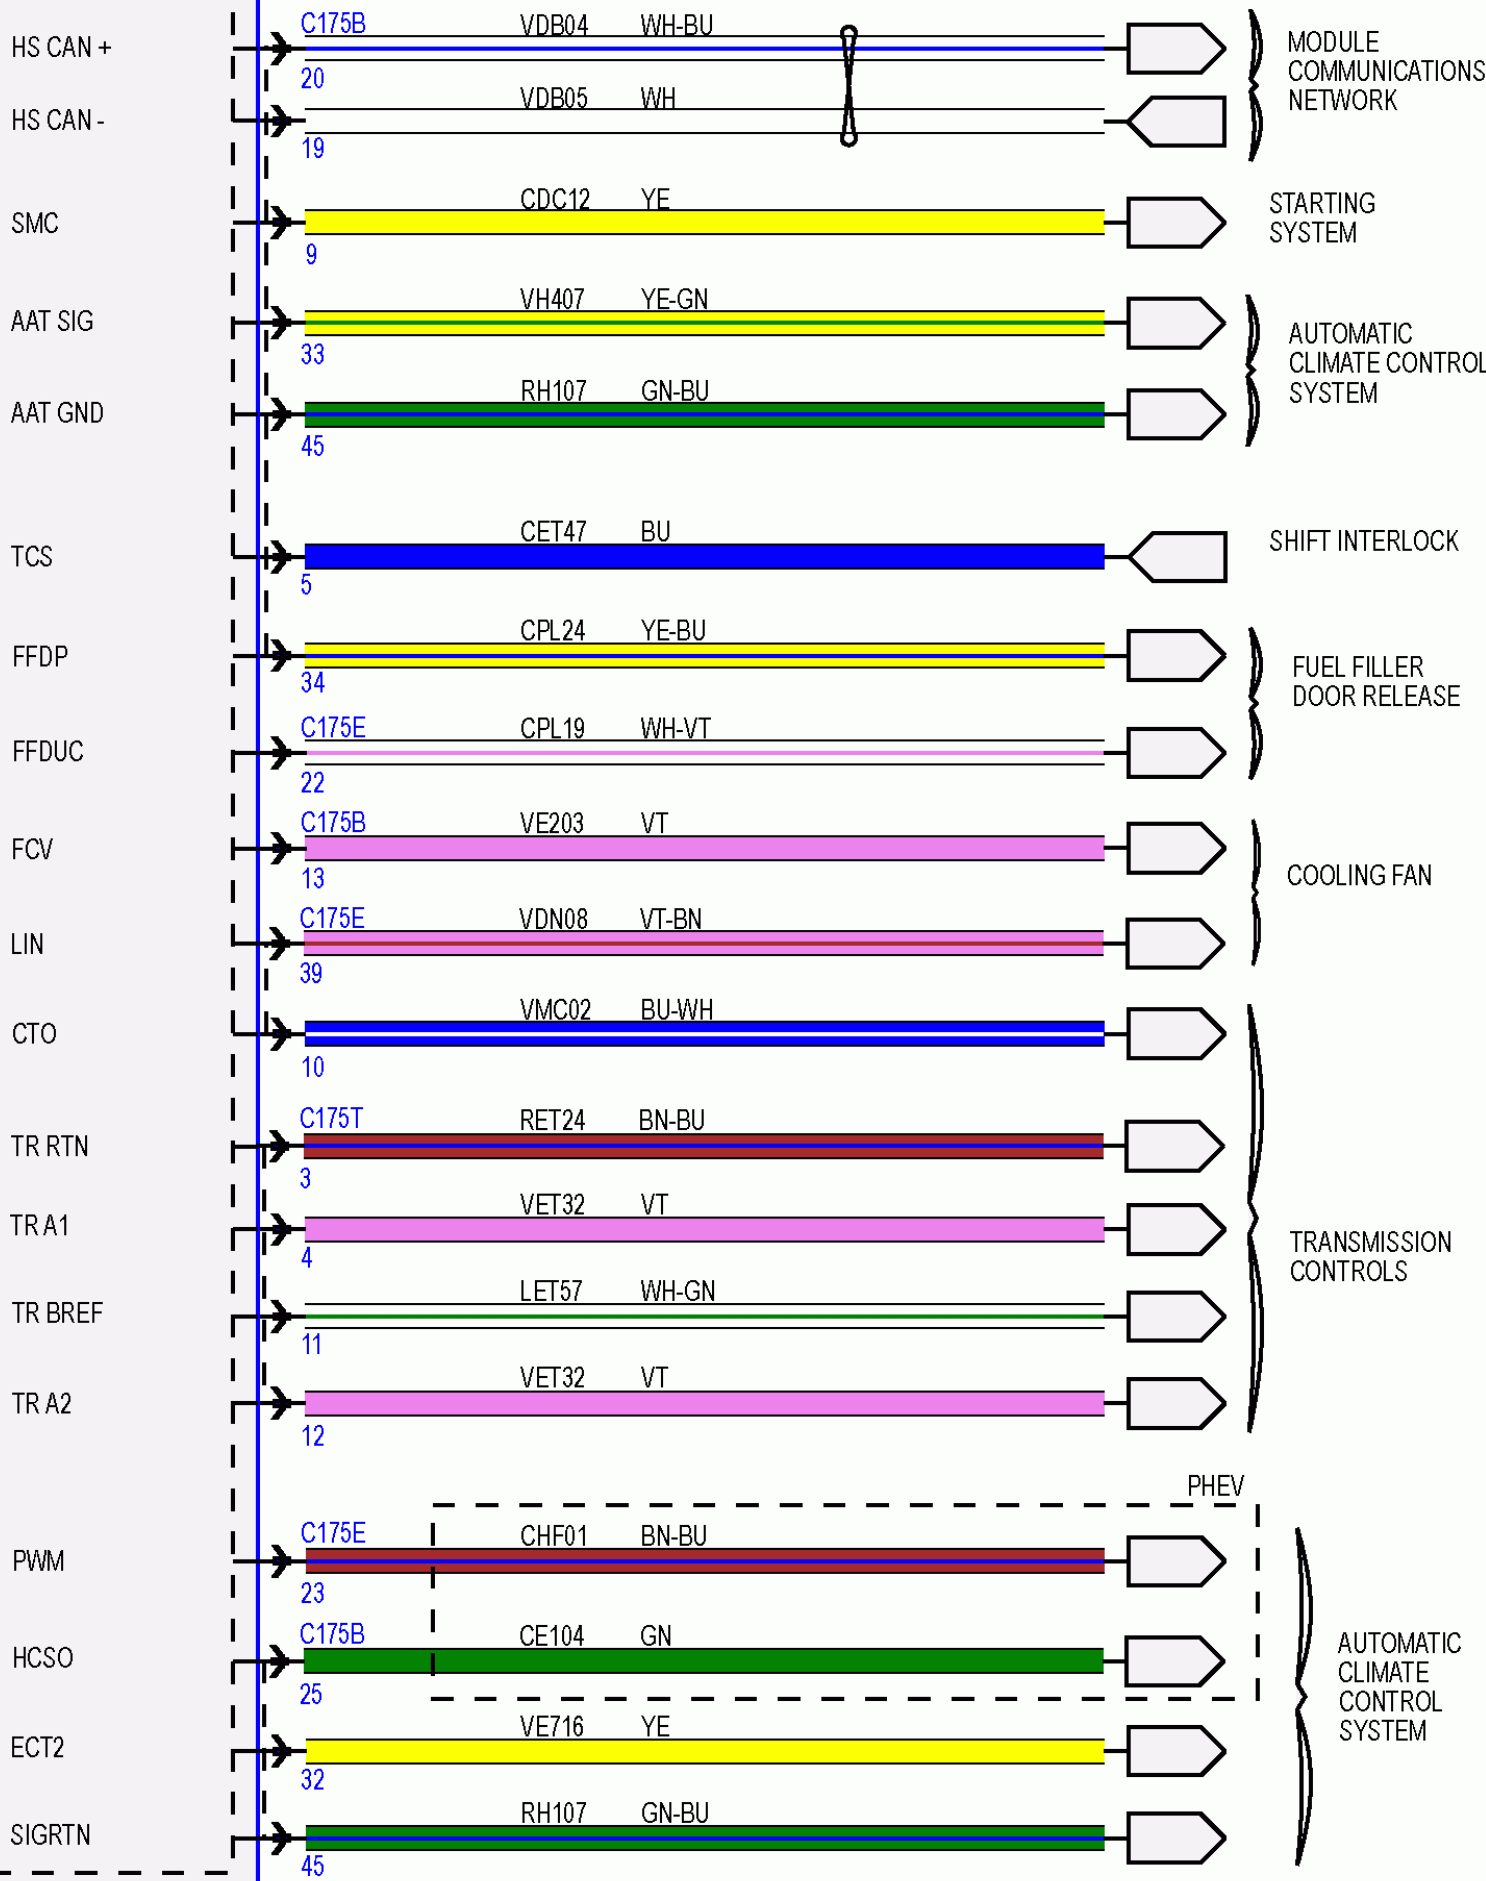 C175B VDB04 WH-BU
HS CAN +
20
MODULE
COMMUNICATIONS
NETWORK
VDB05 WH
HS CAN -
19
CDC12 YE
SMC
9
STARTING
SYSTEM
VH407 YE-GN
AAT SIG
33
AUTOMATIC
CLIMATE CONTROL
SYSTEM
RH107 GN-BU
AAT GND
45
CET47 BU
TCS
5
SHIFT INTERLOCK
CPL24 YE-BU
FFDP
34
FUEL FILLER
DOOR RELEASE
C175E CPL19 WH-VT
FFDUC
22
C175B VE203 VT
FCV
13
COOLING FAN
C175E VDN08 VT-BN
LIN
39
VMC02 BU-WH
CTO
10
C175T RET24 BN-BU
TR RTN
3
VET32 VT
TR A1
4
TRANSMISSION
CONTROLS
LET57 WH-GN
TR BREF
11
VET32 VT
TR A2
12
PHEV
C175E CHF01 BN-BU
PWM
23
C175B CE104 GN
HCSO
25
AUTOMATIC
CLIMATE
CONTROL
SYSTEM
VE716 YE
ECT2
32
RH107 GN-BU
SIGRTN
45